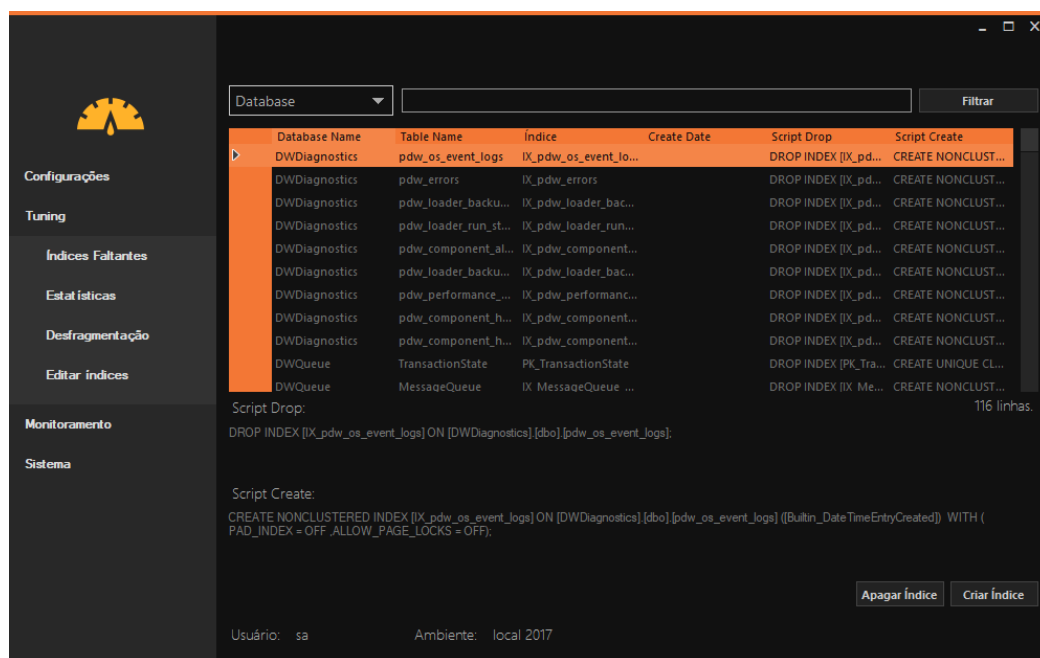 Database
Filtrar
Database Name Table Name Índice Create Date Script Drop Script Create
DWDiagnostics pdw_os_event_logs IX_pdw_os_event_lo... DROP INDEX [IX_pd... CREATE NONCLUST...
DWDiagnostics pdw_errors IX_pdw_errors DROP INDEX [IX_pd... CREATE NONCLUST...
DWDiagnostics pdw_loader_backu... IX_pdw_loader_bac... DROP INDEX [IX_pd... CREATE NONCLUST...
DWDiagnostics pdw_loader_run_st... IX_pdw_loader_run... DROP INDEX [IX_pd... CREATE NONCLUST...
DWDiagnostics pdw_component_al... IX_pdw_component... DROP INDEX [IX_pd... CREATE NONCLUST...
DWDiagnostics pdw_loader_backu... IX_pdw_loader_bac... DROP INDEX [IX_pd... CREATE NONCLUST...
DWDiagnostics pdw_performance_... IX_pdw_performanc... DROP INDEX [IX_pd... CREATE NONCLUST...
DWDiagnostics pdw_component_h... IX_pdw_component... DROP INDEX [IX_pd... CREATE NONCLUST...
DWDiagnostics pdw_component_h... IX_pdw_component... DROP INDEX [IX_pd... CREATE NONCLUST...
DWQueue TransactionState PK_TransactionState DROP INDEX [PK_Tra... CREATE UNIQUE CL...
DWQueue MessageQueue IX_MessageQueue_... DROP INDEX [IX_Me... CREATE NONCLUST...
Configurações
Tuning
Índices Faltantes
Estatísticas
Desfragmentação
Editar índices
Monitoramento
Sistema
Script Drop:
116 linhas.
DROP INDEX [IX_pdw_os_event_logs] ON [DWDiagnostics].[dbo].[pdw_os_event_logs];
Script Create:
CREATE NONCLUSTERED INDEX [IX_pdw_os_event_logs] ON [DWDiagnostics].[dbo].[pdw_os_event_logs] ([Builtin_DateTimeEntryCreated]) WITH (
PAD_INDEX = OFF ,ALLOW_PAGE_LOCKS = OFF);
Apagar Índice
Criar Índice
Usuário: sa Ambiente: local 2017